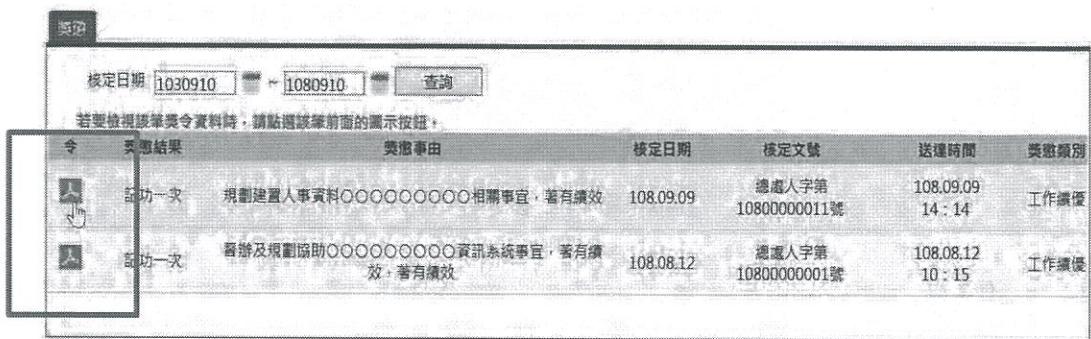 獎懲
核定日期 1030910 ~ 1080910 查詢
若要檢視該筆獎令資料時，請點選該筆前面的圖示按鈕。
令 獎懲結果 獎懲事由 核定日期 核定文號 送達時間 獎懲類別
記功一次 規劃建置人事資料○○○○○○○○○相關事宜，著有績效 108.09.09 總處人字第 10800000011號 108.09.09 14：14 工作績優
記功一次 督辦及規劃協助○○○○○○○○○資訊系統事宜，著有績效，著有績效 108.08.12 總處人字第 10800000001號 108.08.12 10：15 工作績優